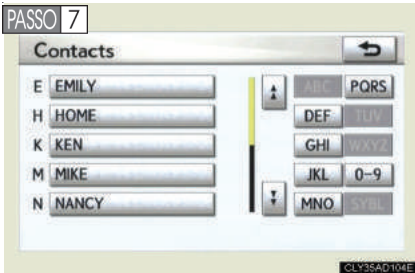 PASSO 7
Contacts
E EMILY ABC PQRS
H HOME DEF TUV
K KEN GHI WXYZ
M MIKE JKL 0-9
N NANCY MNO SYBL
CLY35AD104E